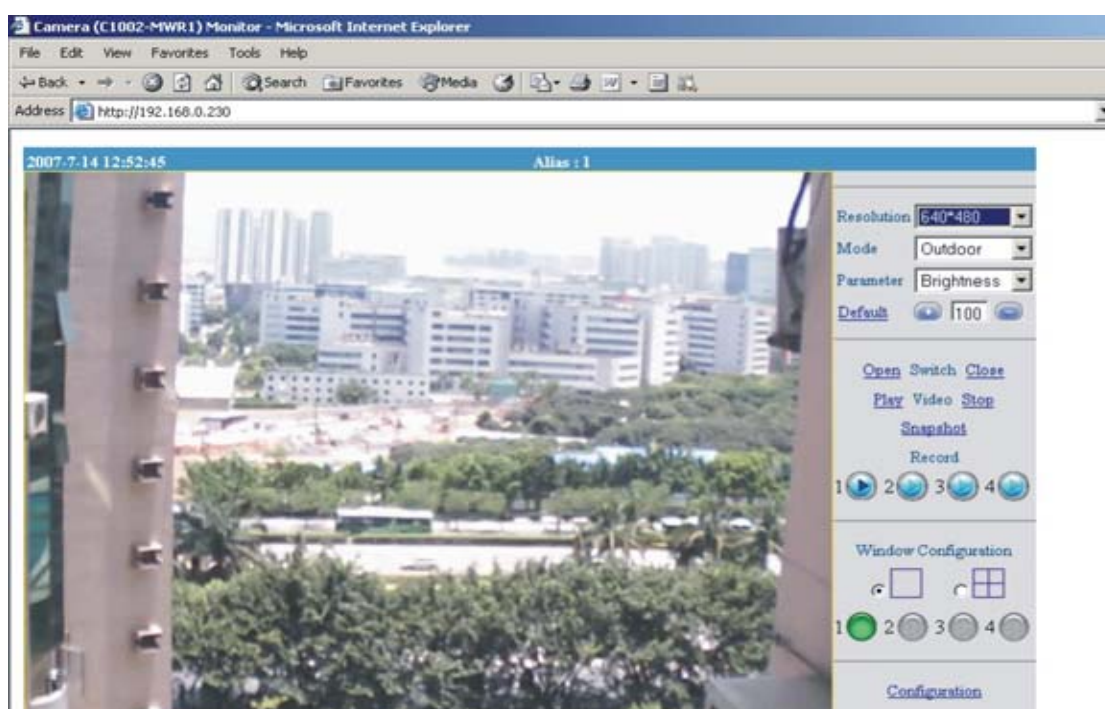 Camera (C1002-MWR1) Monitor - Microsoft Internet Explorer
File Edit View Favorites Tools Help
Back Search Favorites Media
Address http://192.168.0.230
2007-7-14 12:52:45 Alias : 1
Resolution 640*480
Mode Outdoor
Parameter Brightness
Default 100
Open Switch Close
Play Video Stop
Snapshot
Record
1 2 3 4
Window Configuration
1 2 3 4
Configuration